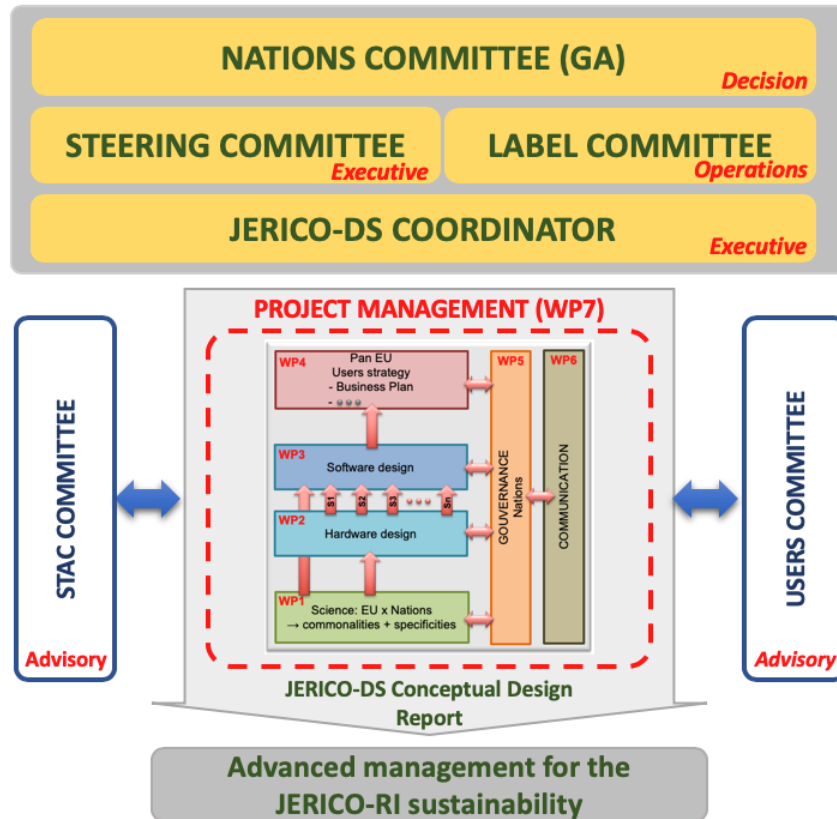 NATIONS COMMITTEE (GA)
Decision
STEERING COMMITTEE
Executive
LABEL COMMITTEE
Operations
JERICO-DS COORDINATOR
Executive
PROJECT MANAGEMENT (WP7)
STAC COMMITTEE
Advisory
WP4
Pan EU
Users strategy
- Business Plan
-
WP3
Software design
S1
S2
S3
Sn
WP2
Hardware design
WP1
Science: EU x Nations
→ commonalities + specificities
WP5
GOUVERNANCE
Nations
WP6
COMMUNICATION
USERS COMMITTEE
Advisory
JERICO-DS Conceptual Design
Report
Advanced management for the
JERICO-RI sustainability